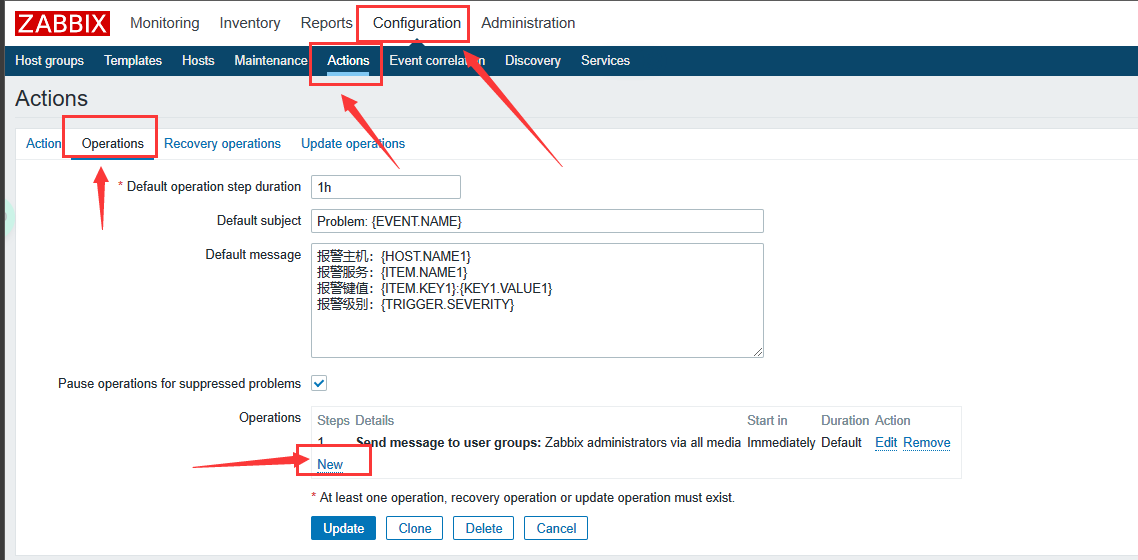 ZABBIX Monitoring Inventory Reports Configuration Administration
Host groups Templates Hosts Maintenance Actions Event correlation Discovery Services
Actions
Action Operations Recovery operations Update operations
* Default operation step duration 1h
Default subject Problem: {EVENT.NAME}
Default message 报警主机：{HOST.NAME1}
报警服务：{ITEM.NAME1}
报警键值：{ITEM.KEY1}:{KEY1.VALUE1}
报警级别：{TRIGGER.SEVERITY}
Pause operations for suppressed problems
Operations Steps Details Start in Duration Action
1 Send message to user groups: Zabbix administrators via all media Immediately Default Edit Remove
New
* At least one operation, recovery operation or update operation must exist.
Update Clone Delete Cancel